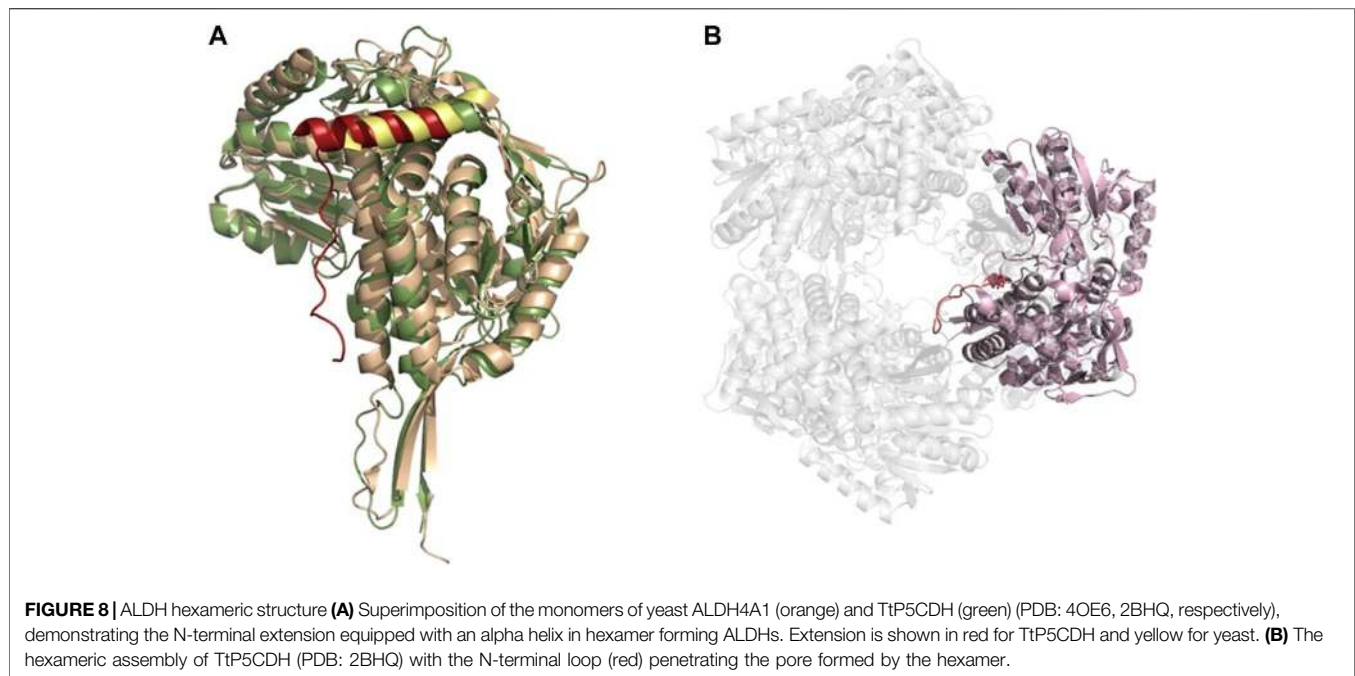 A
B
FIGURE 8 | ALDH hexameric structure (A) Superimposition of the monomers of yeast ALDH4A1 (orange) and TtP5CDH (green) (PDB: 4OE6, 2BHQ, respectively),
demonstrating the N-terminal extension equipped with an alpha helix in hexamer forming ALDHs. Extension is shown in red for TtP5CDH and yellow for yeast. (B) The
hexameric assembly of TtP5CDH (PDB: 2BHQ) with the N-terminal loop (red) penetrating the pore formed by the hexamer.